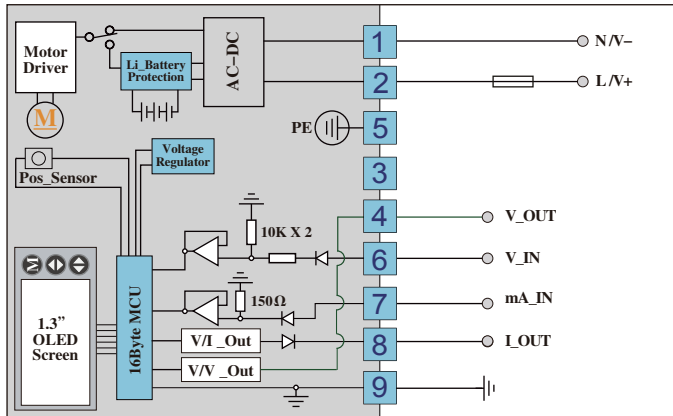 Motor
Driver
M
Li_Battery
Protection
AC-DC
1
N/V-
2
L/V+
PE
5
3
Pos_Sensor
Voltage
Regulator
4
V_OUT
10K X 2
6
V_IN
M
150Ω
7
mA_IN
1.3”
OLED
Screen
16Byte MCU
V/I _Out
8
I_OUT
V/V _Out
9